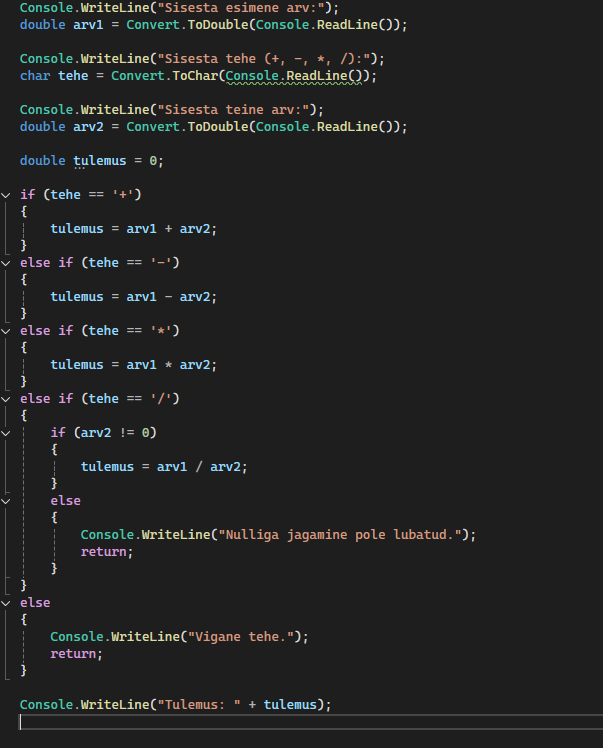 Console.WriteLine("Sisesta esimene arv:");
double arv1 = Convert.ToDouble(Console.ReadLine());
Console.WriteLine("Sisesta tehe (+, -, *, /):");
char tehe = Convert.ToChar(Console.ReadLine());
Console.WriteLine("Sisesta teine arv:");
double arv2 = Convert.ToDouble(Console.ReadLine());
double tulemus = 0;
if (tehe == '+')
{
    tulemus = arv1 + arv2;
}
else if (tehe == '-')
{
    tulemus = arv1 - arv2;
}
else if (tehe == '*')
{
    tulemus = arv1 * arv2;
}
else if (tehe == '/')
{
    if (arv2 != 0)
    {
        tulemus = arv1 / arv2;
    }
    else
    {
        Console.WriteLine("Nulliga jagamine pole lubatud.");
        return;
    }
}
else
{
    Console.WriteLine("Vigane tehe.");
    return;
}
Console.WriteLine("Tulemus: " + tulemus);